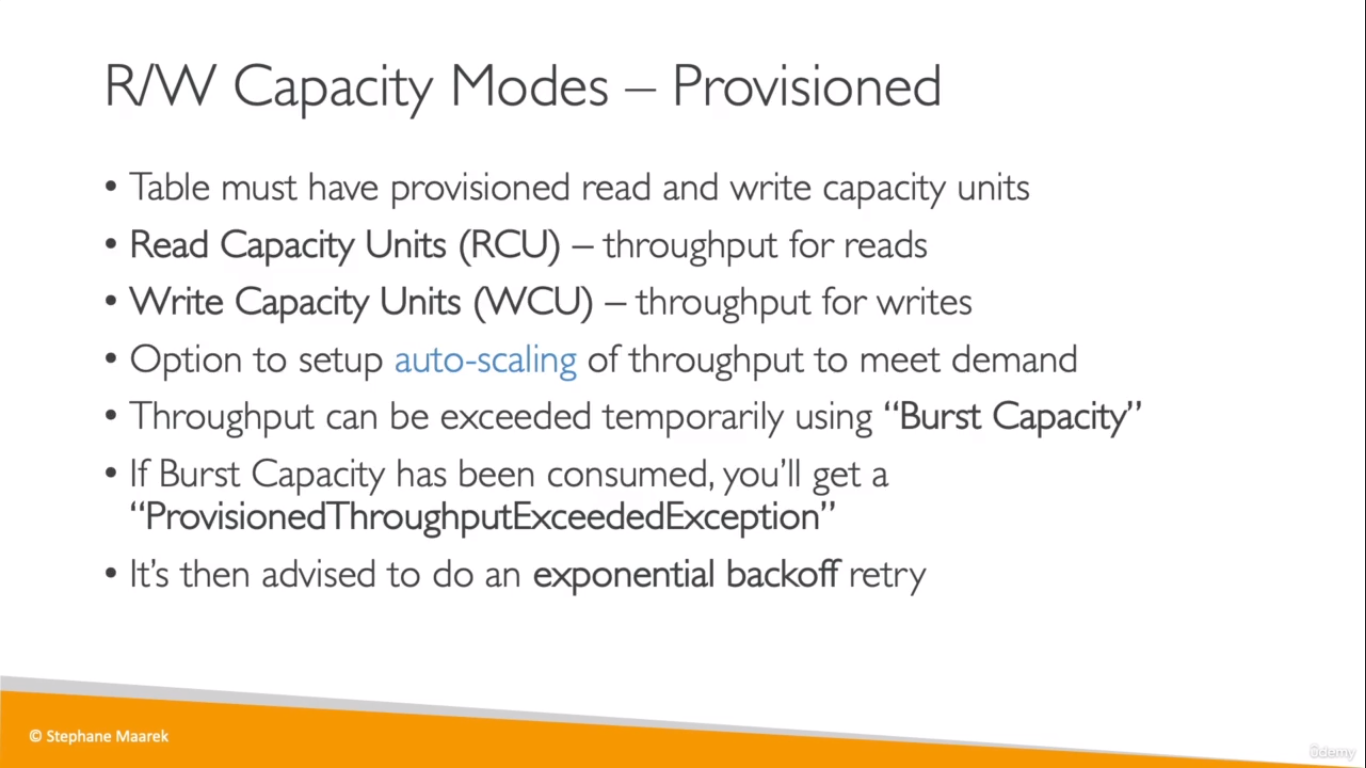 R/W Capacity Modes – Provisioned
• Table must have provisioned read and write capacity units
• Read Capacity Units (RCU) – throughput for reads
• Write Capacity Units (WCU) – throughput for writes
• Option to setup auto-scaling of throughput to meet demand
• Throughput can be exceeded temporarily using “Burst Capacity”
• If Burst Capacity has been consumed, you’ll get a
“ProvisionedThroughputExceededException”
• It’s then advised to do an exponential backoff retry
© Stephane Maarek
ûdemy